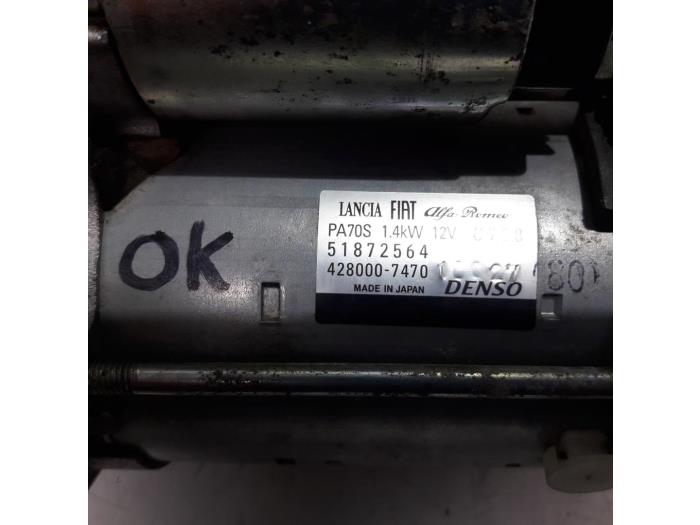 OK
LANCIA FIAT Alfa-Romeo
PA70S 1.4kW 12V
51872564
428000-7470
MADE IN JAPAN DENSO